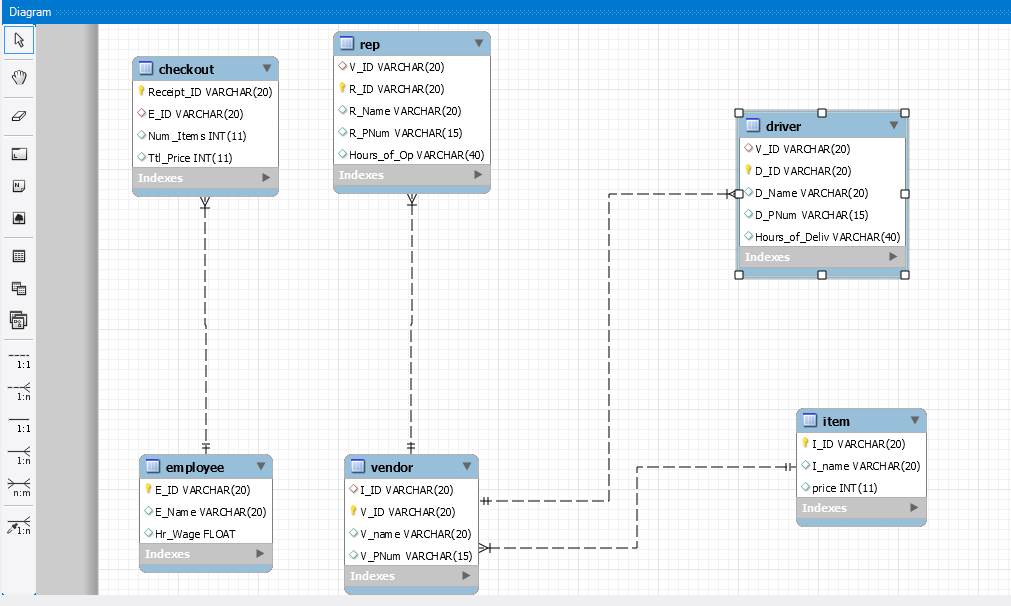 Diagram
checkout
Receipt_ID VARCHAR(20)
E_ID VARCHAR(20)
Num_Items INT(11)
Ttl_Price INT(11)
Indexes
rep
V_ID VARCHAR(20)
R_ID VARCHAR(20)
R_Name VARCHAR(20)
R_PNum VARCHAR(15)
Hours_of_Op VARCHAR(40)
Indexes
driver
V_ID VARCHAR(20)
D_ID VARCHAR(20)
D_Name VARCHAR(20)
D_PNum VARCHAR(15)
Hours_of_Deliv VARCHAR(40)
Indexes
1:1
1:n
1:1
1:n
n:m
1:n
employee
E_ID VARCHAR(20)
E_Name VARCHAR(20)
Hr_Wage FLOAT
Indexes
vendor
I_ID VARCHAR(20)
V_ID VARCHAR(20)
V_name VARCHAR(20)
V_PNum VARCHAR(15)
Indexes
item
I_ID VARCHAR(20)
I_name VARCHAR(20)
price INT(11)
Indexes